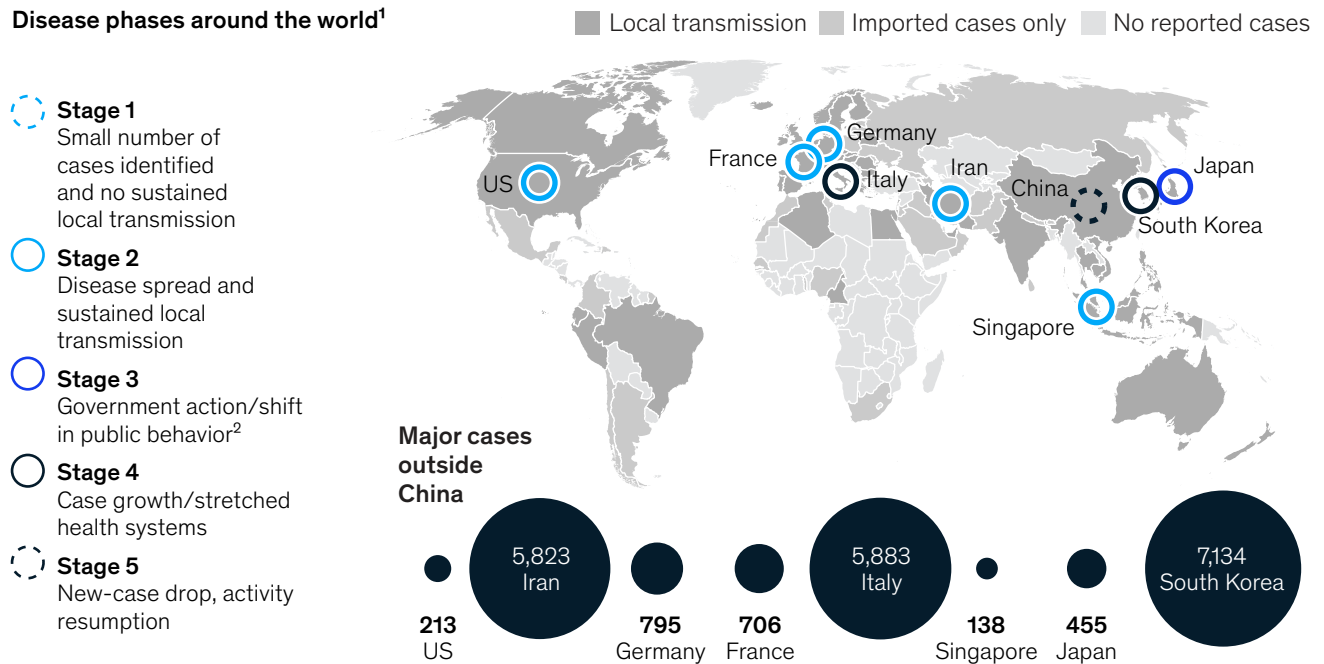 Disease phases around the world¹
Local transmission
Imported cases only
No reported cases
Stage 1
Small number of
cases identified
and no sustained
local transmission
Stage 2
Disease spread and
sustained local
transmission
Stage 3
Government action/shift
in public behavior²
Stage 4
Case growth/stretched
health systems
Stage 5
New-case drop, activity
resumption
Germany
France
Iran
Japan
US
Italy
China
South Korea
Singapore
Major cases
outside
China
5,823
Iran
5,883
Italy
7,134
South Korea
213
US
795
Germany
706
France
138
Singapore
455
Japan